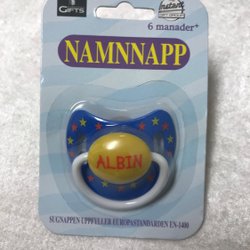 GIFTS
6 månader*
NAMNNAPP
ALBIN
SUGNAPPEN UPPFYLLER EUROPASTANDARDEN EN-1400